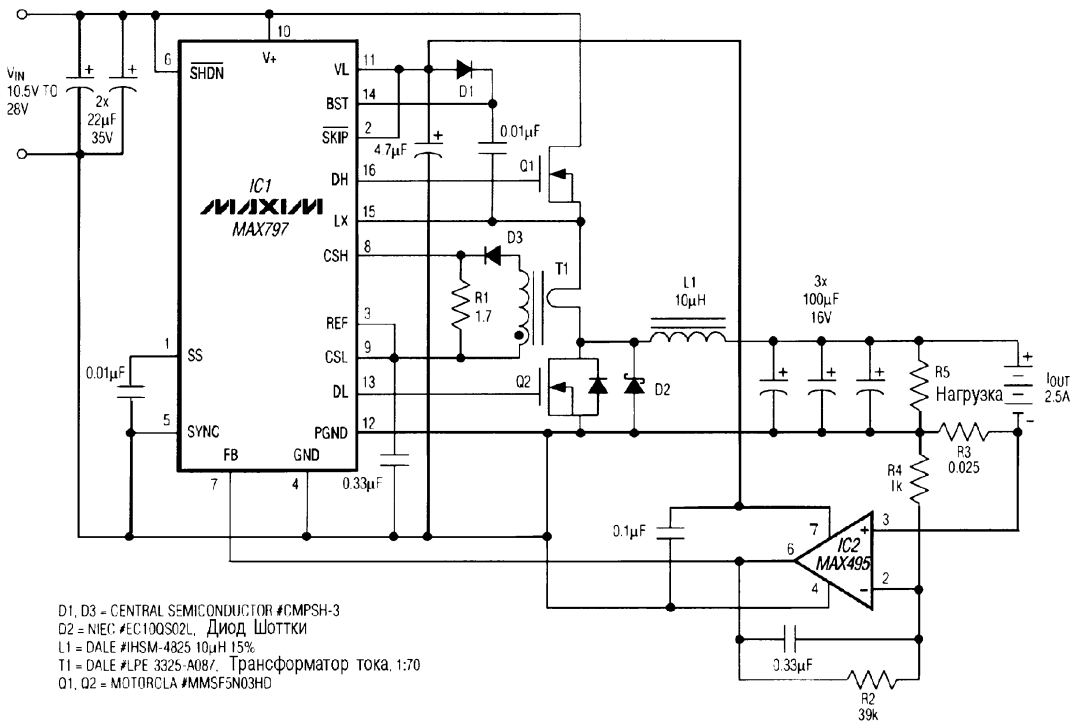 VIN
10.5V TO
28V
2x
22µF
35V
6
SHDN
10
V+
VL
11
BST
14
SKIP
2
DH
16
LX
15
CSH
8
REF
3
CSL
9
DL
13
PGND
12
IC1
MAXIM
MAX797
1
SS
0.01µF
5
SYNC
FB
7
GND
4
D1
4.7µF
0.01µF
Q1
D3
T1
R1
1.7
0.33µF
Q2
D2
L1
10µH
3x
100µF
16V
R5
Нагрузка
+
−
IOUT
2.5A
R3
0.025
R4
1k
0.1µF
7
6
4
IC2
MAX495
+
−
3
2
0.33µF
R2
39k
D1, D3 = CENTRAL SEMICONDUCTOR #CMPSH-3
D2 = NIEC #EC10QS02L, Диод Шоттки
L1 = DALE #IHSM-4825 10µH 15%
T1 = DALE #LPE 3325-A087, Трансформатор тока, 1:70
Q1, Q2 = MOTOROLA #MMSF5N03HD